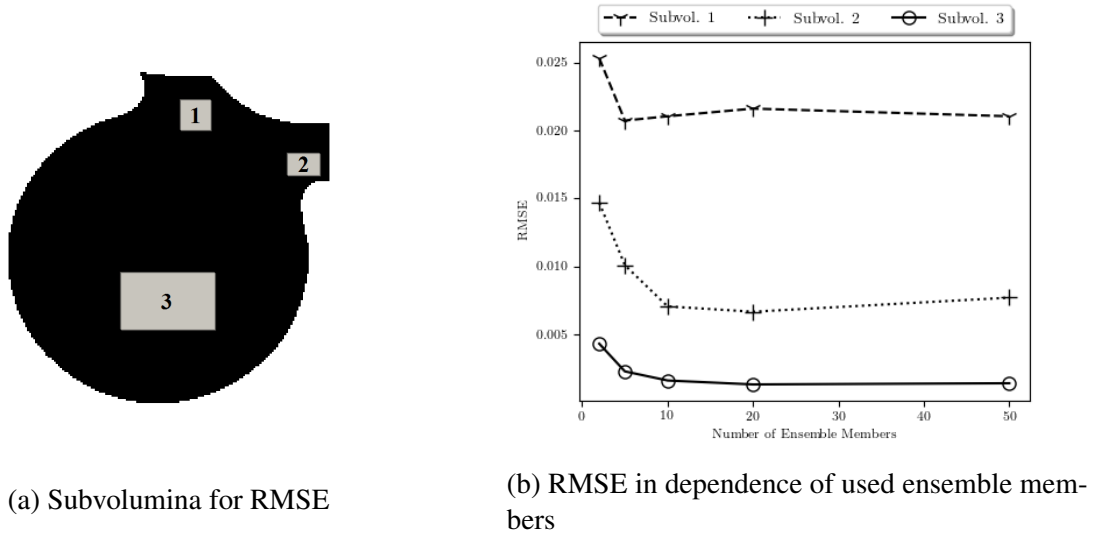 1
2
3
(a) Subvolumina for RMSE
Subvol. 1 Subvol. 2 Subvol. 3
RMSE
0.025
0.020
0.015
0.010
0.005
0 10 20 30 40 50
Number of Ensemble Members
(b) RMSE in dependence of used ensemble mem-
bers